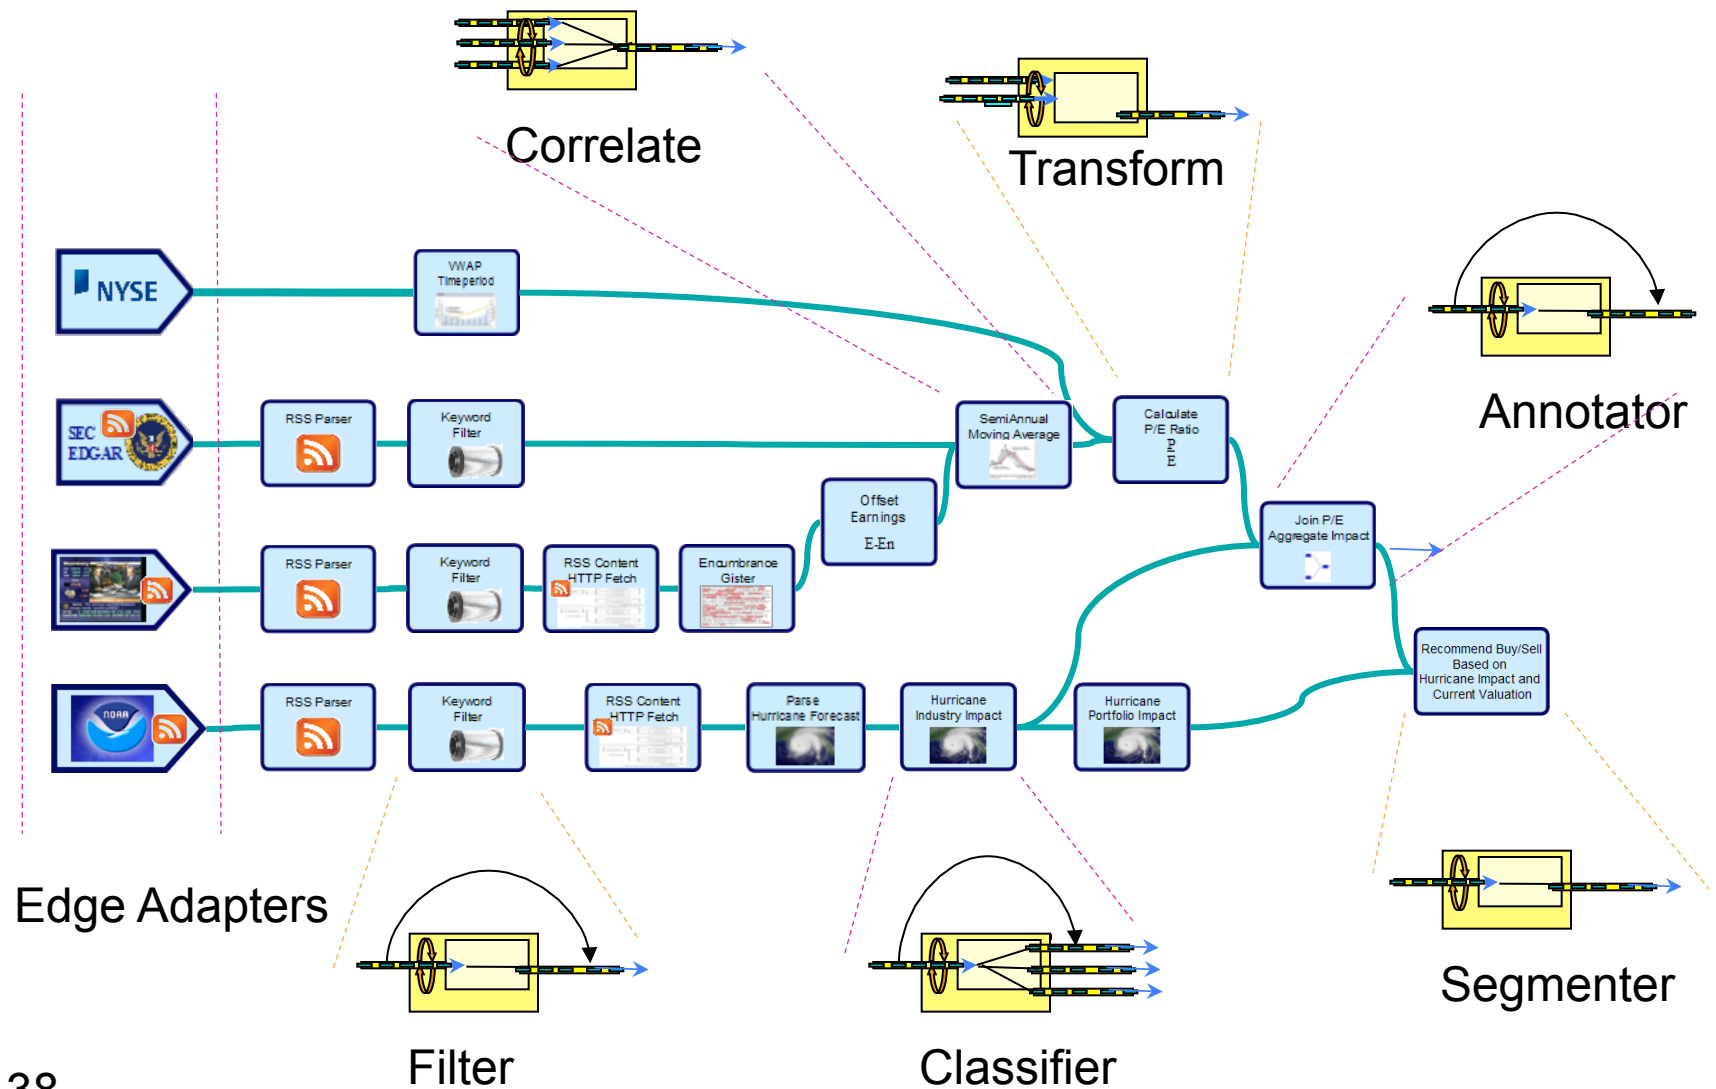 Correlate
Transform
Annotator
NYSE
VWAP
Timeperiod
SEC
EDGAR
RSS Parser
Keyword
Filter
SemiAnnual
Moving Average
Calculate
P/E Ratio
P
E
Offset
Earnings
E-En
RSS Parser
Keyword
Filter
RSS Content
HTTP Fetch
Encumbrance
Gister
Join P/E
Aggregate Impact
NOAA
RSS Parser
Keyword
Filter
RSS Content
HTTP Fetch
Parse
Hurricane Forecast
Hurricane
Industry Impact
Hurricane
Portfolio Impact
Recommend Buy/Sell
Based on
Hurricane Impact and
Current Valuation
Edge Adapters
Filter
Classifier
Segmenter
38